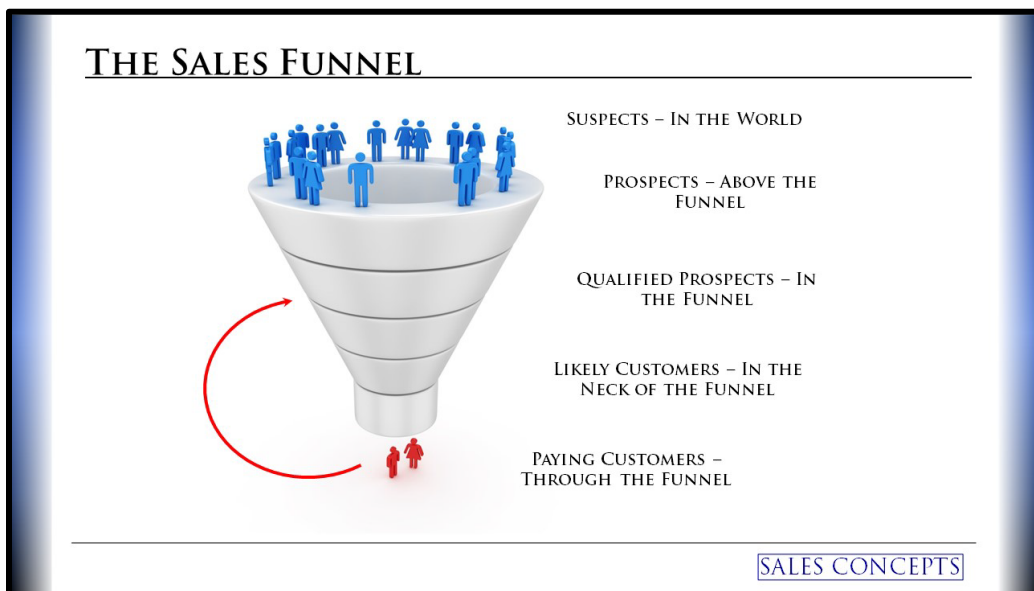 The Sales Funnel
Suspects – In the World
Prospects – Above the
Funnel
Qualified Prospects – In
the Funnel
Likely Customers – In the
Neck of the Funnel
Paying Customers –
Through the Funnel
SALES CONCEPTS